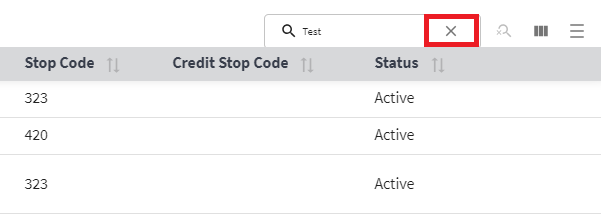 Test
Stop Code Credit Stop Code Status
323 Active
420 Active
323 Active